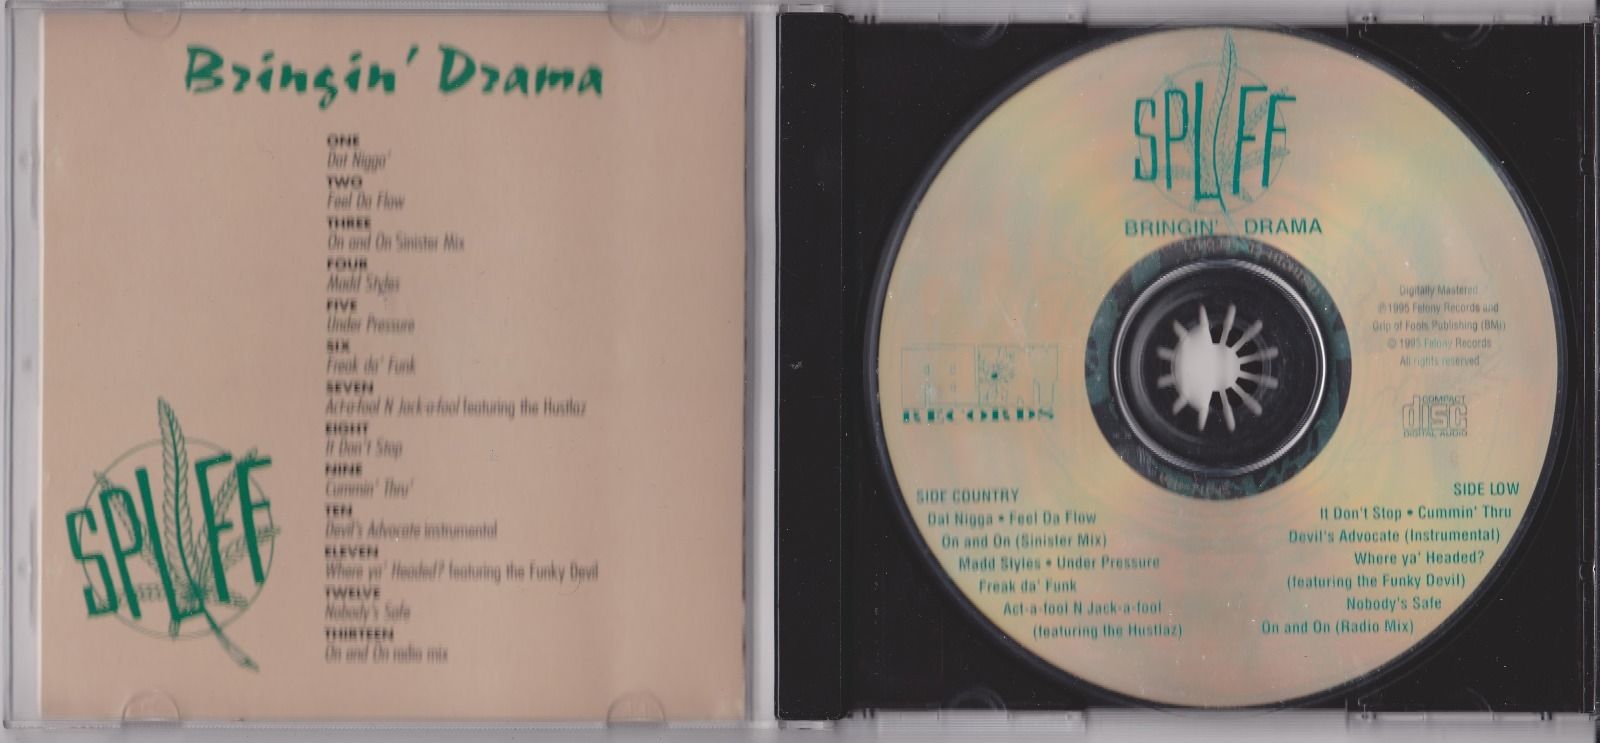 Bringin' Drama
ONE
Dat Nigga'
TWO
Feel Da Flow
THREE
On and On Sinister Mix
FOUR
Madd Styles
FIVE
Under Pressure
SIX
Freak da' Funk
SEVEN
Act-a-fool N Jack-a-fool featuring the Hustlaz
EIGHT
It Don't Stop
NINE
Cummin' Thru'
TEN
Devil's Advocate instrumental
ELEVEN
Where ya' Headed? featuring the Funky Devil
TWELVE
Nobody's Safe
THIRTEEN
On and On radio mix
SPLIFF
SPLIFF
BRINGIN' DRAMA
Digitally Mastered
℗1995 Felony Records and
Grip of Fools Publishing (BMI)
© 1995 Felony Records
All rights reserved
FELONY
RECORDS
COMPACT
disc
DIGITAL AUDIO
SIDE COUNTRY
Dat Nigga • Feel Da Flow
On and On (Sinister Mix)
Madd Styles • Under Pressure
Freak da' Funk
Act-a-fool N Jack-a-fool
(featuring the Hustlaz)
SIDE LOW
It Don't Stop • Cummin' Thru
Devil's Advocate (Instrumental)
Where ya' Headed?
(featuring the Funky Devil)
Nobody's Safe
On and On (Radio Mix)